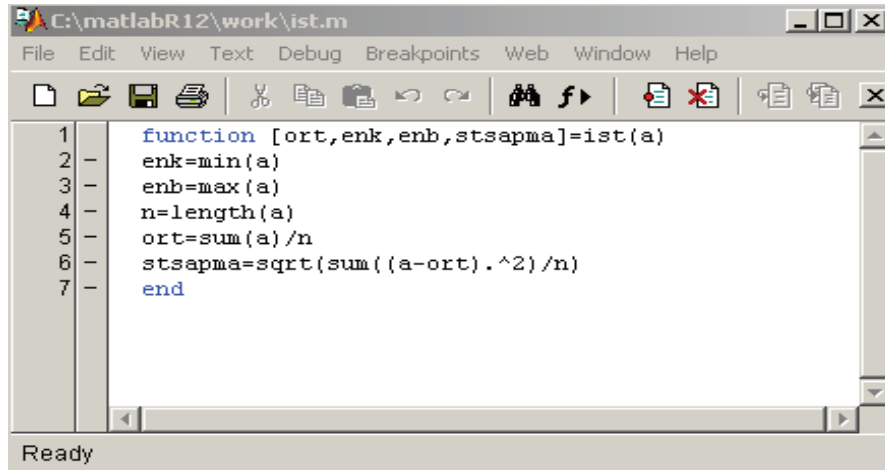 C:\matlabR12\work\ist.m
File Edit View Text Debug Breakpoints Web Window Help
1 function [ort,enk,enb,stsapma]=ist(a)
2 – enk=min(a)
3 – enb=max(a)
4 – n=length(a)
5 – ort=sum(a)/n
6 – stsapma=sqrt(sum((a-ort).^2)/n)
7 – end
Ready